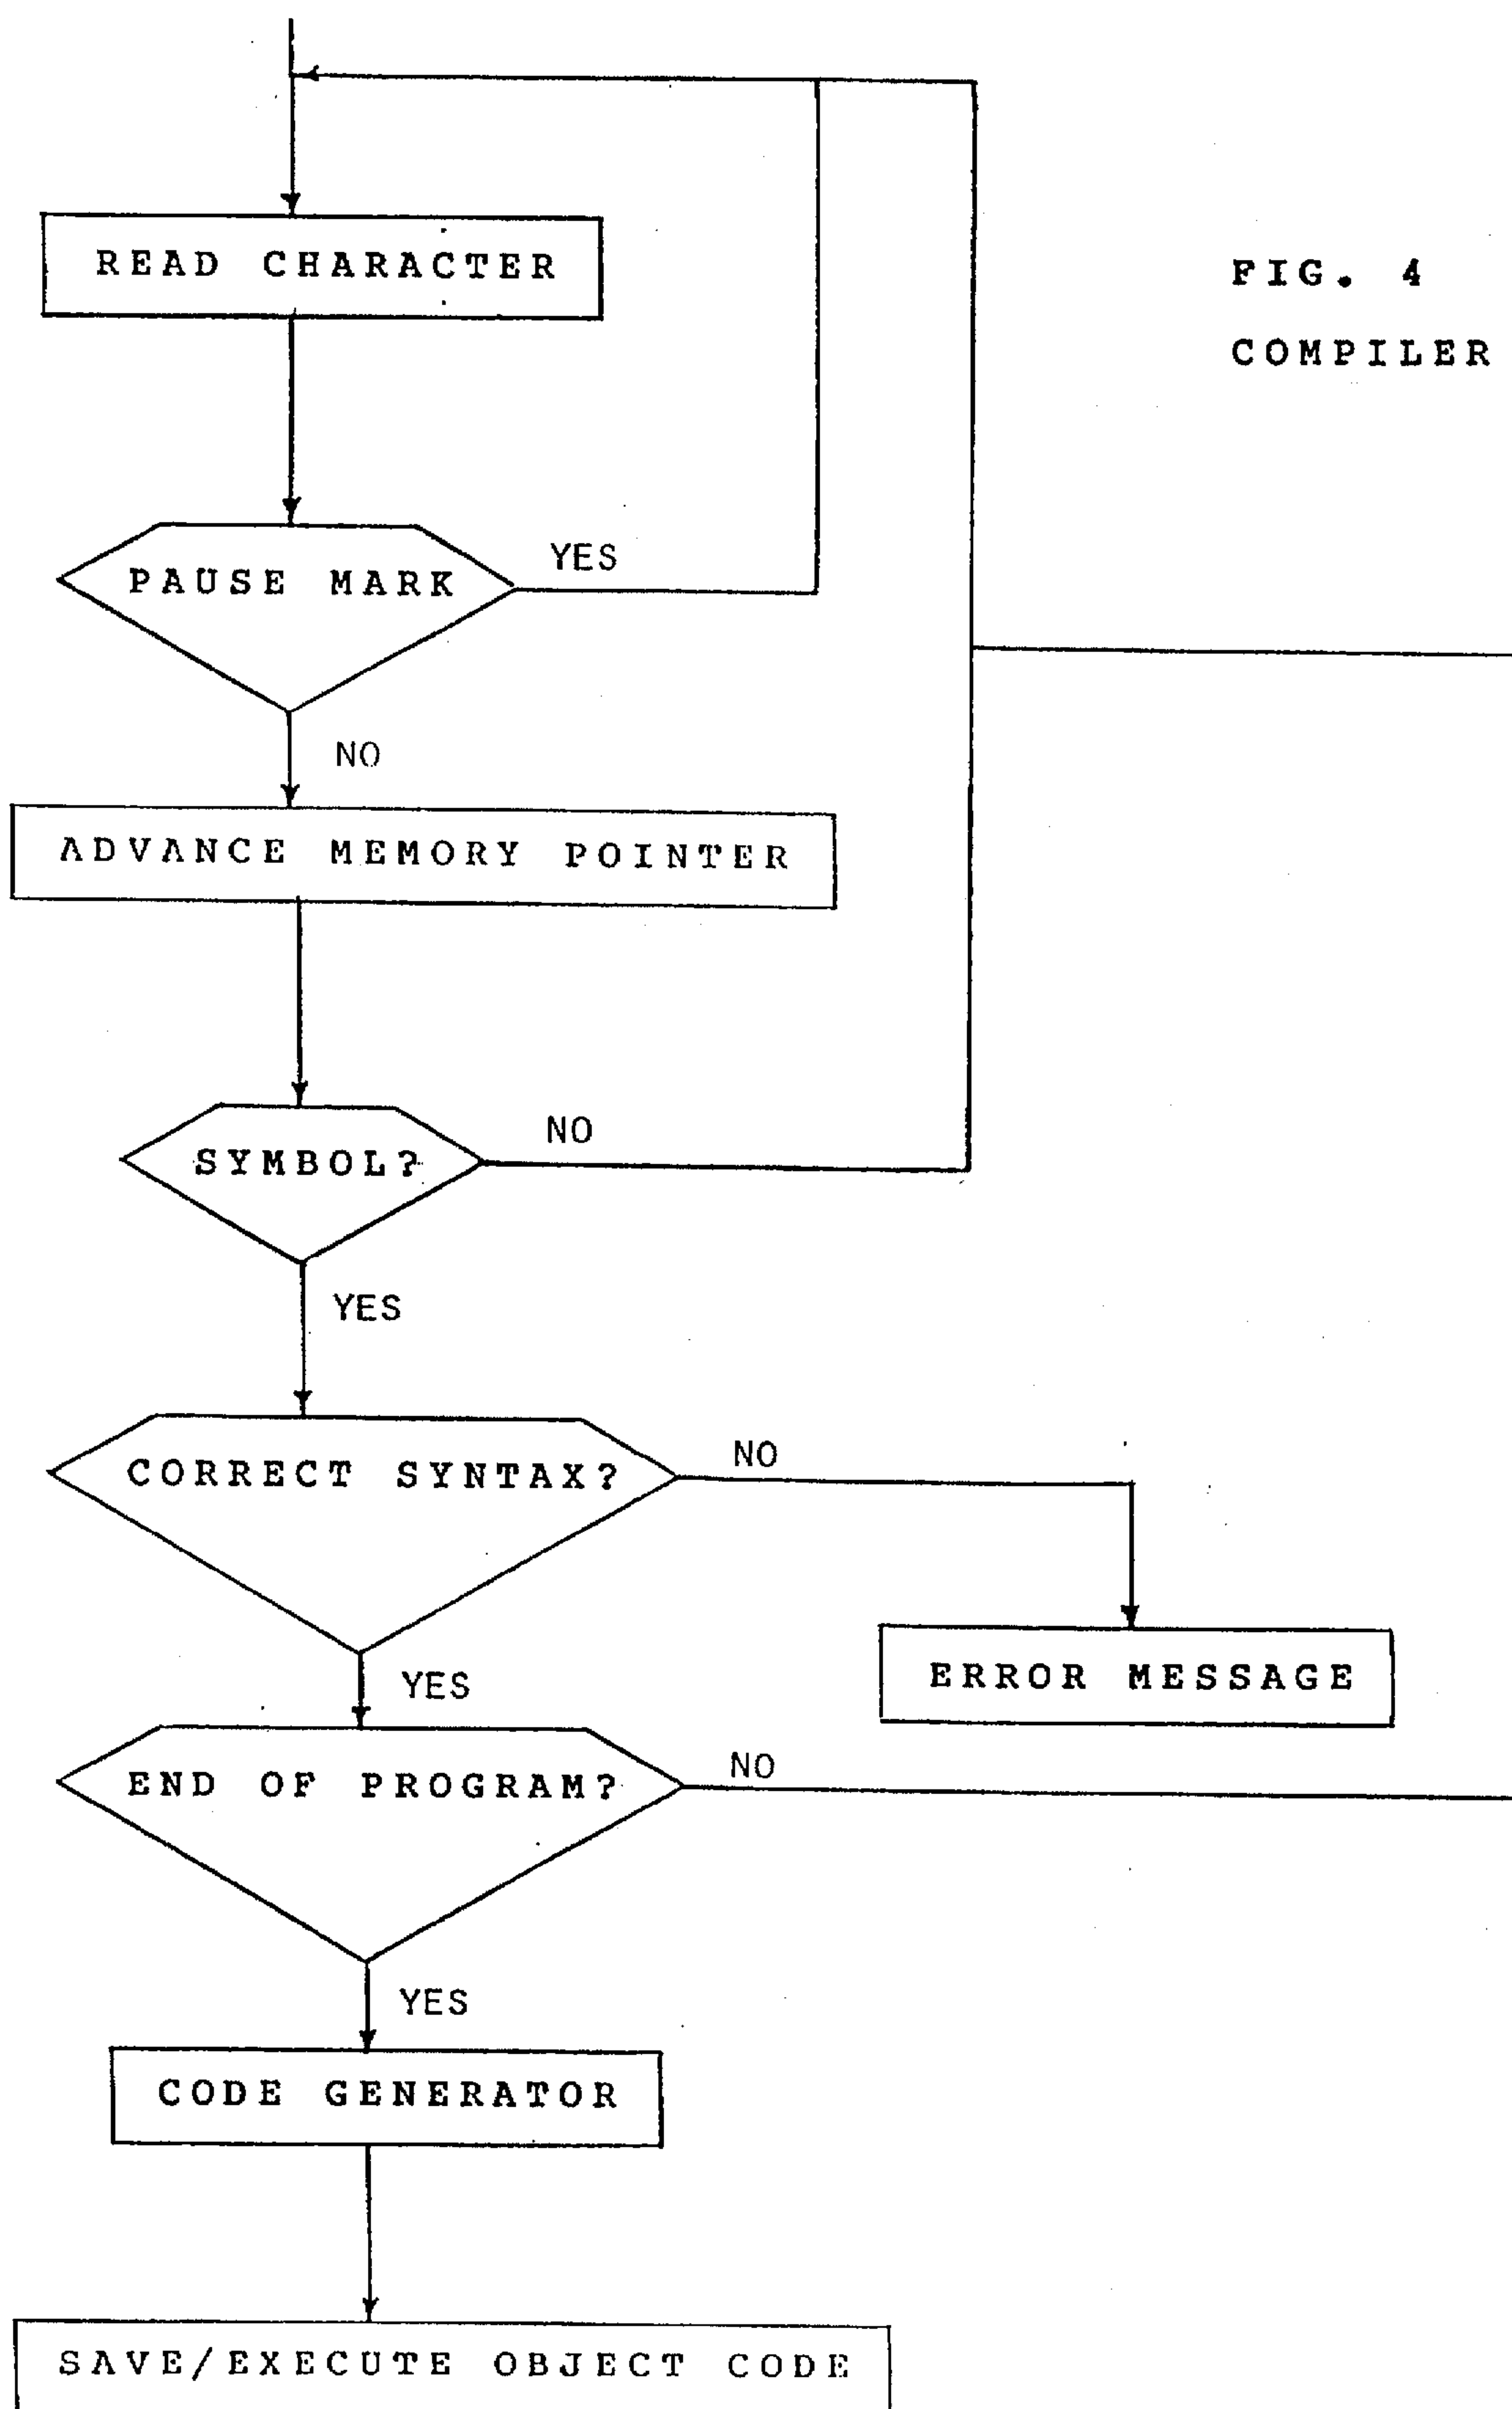 READ CHARACTER
FIG. 4
COMPILER
PAUSE MARK
YES
NO
ADVANCE MEMORY POINTER
SYMBOL?
NO
YES
CORRECT SYNTAX?
NO
ERROR MESSAGE
YES
END OF PROGRAM?
NO
YES
CODE GENERATOR
SAVE/EXECUTE OBJECT CODE